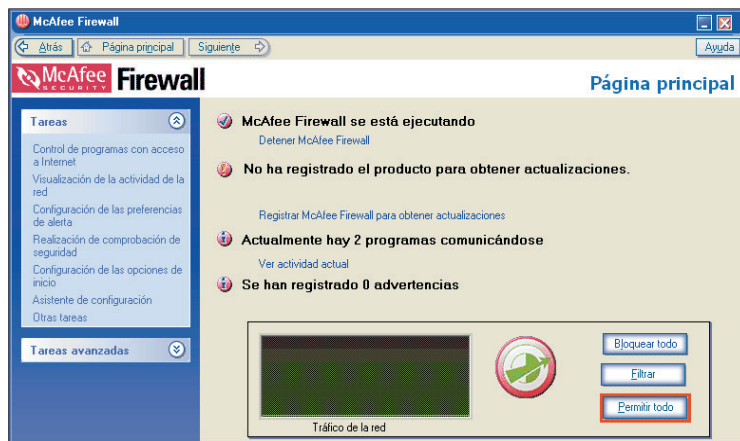 McAfee Firewall
Atrás
Página principal
Siguiente
Ayuda
McAfee SECURITY Firewall
Página principal
Tareas
Control de programas con acceso
a Internet
Visualización de la actividad de la
red
Configuración de las preferencias
de alerta
Realización de comprobación de
seguridad
Configuración de las opciones de
inicio
Asistente de configuración
Otras tareas
Tareas avanzadas
McAfee Firewall se está ejecutando
Detener McAfee Firewall
No ha registrado el producto para obtener actualizaciones.
Registrar McAfee Firewall para obtener actualizaciones
Actualmente hay 2 programas comunicándose
Ver actividad actual
Se han registrado 0 advertencias
Tráfico de la red
Bloquear todo
Filtrar
Permitir todo